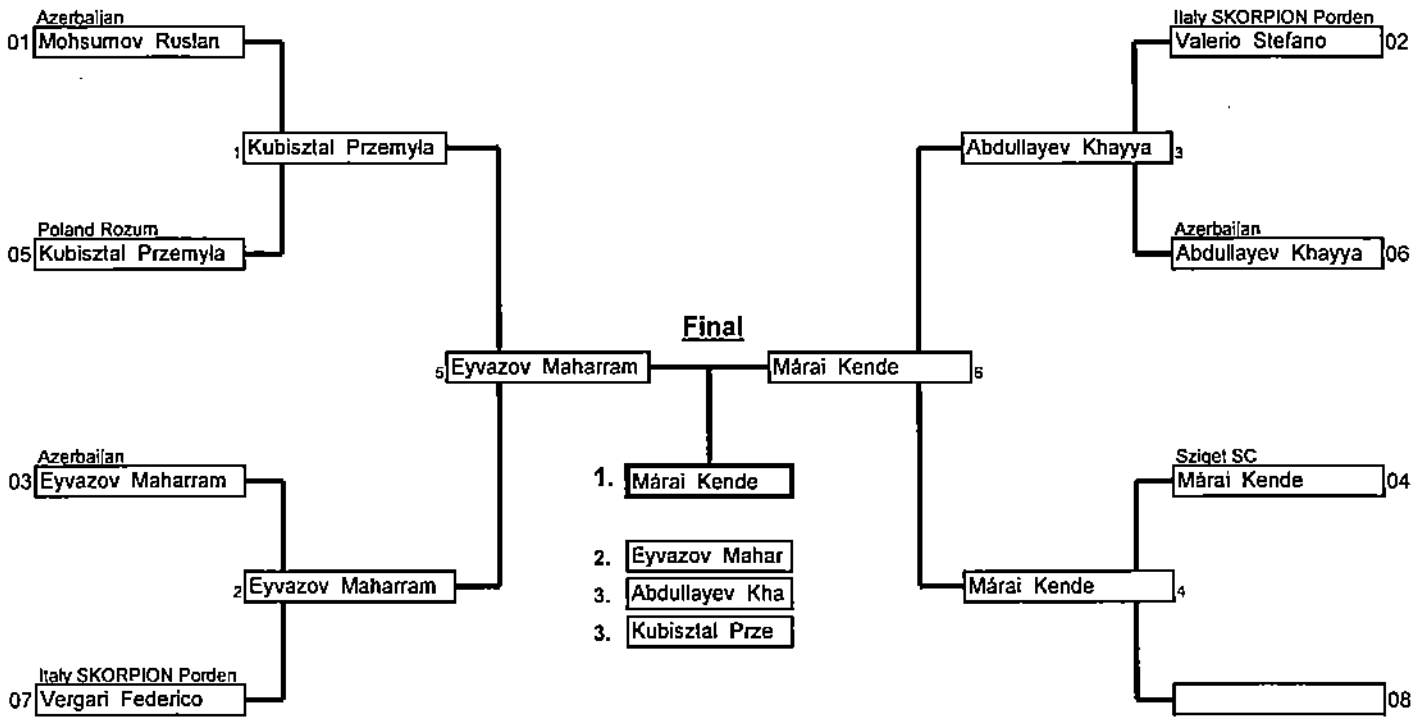 Azerbaijan
01 Mohsumov Ruslan
1 Kubisztal Przemyla
Poland Rozum
05 Kubisztal Przemyla
5 Eyvazov Maharram
Azerbaijan
03 Eyvazov Maharram
2 Eyvazov Maharram
Italy SKORPION Porden
07 Vergari Federico
Final
1. Márai Kende
2. Eyvazov Mahar
3. Abdullayev Kha
3. Kubisztal Prze
Italy SKORPION Porden
Valerio Stefano 02
Abdullayev Khayya 3
Azerbaijan
Abdullayev Khayya 06
Márai Kende 6
Sziget SC
Márai Kende 04
Márai Kende 4
08